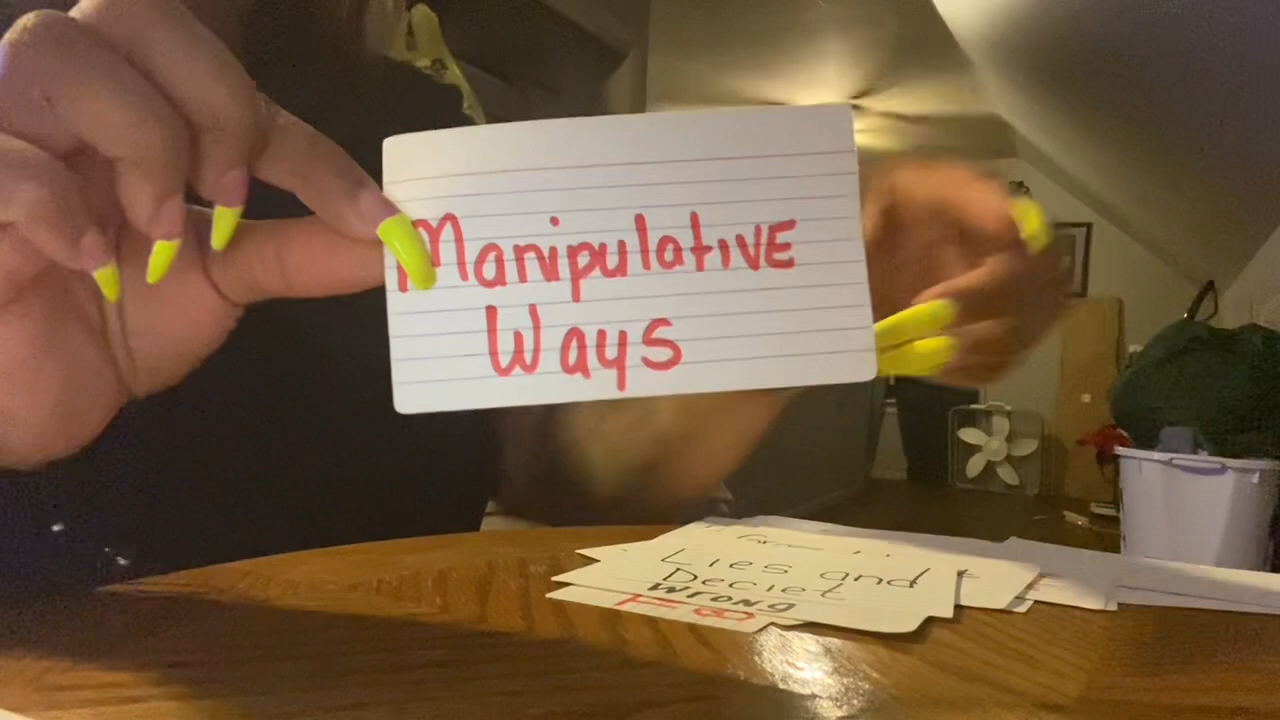 ManipulatiVE
Ways
Lies and
Deciet
Wrong